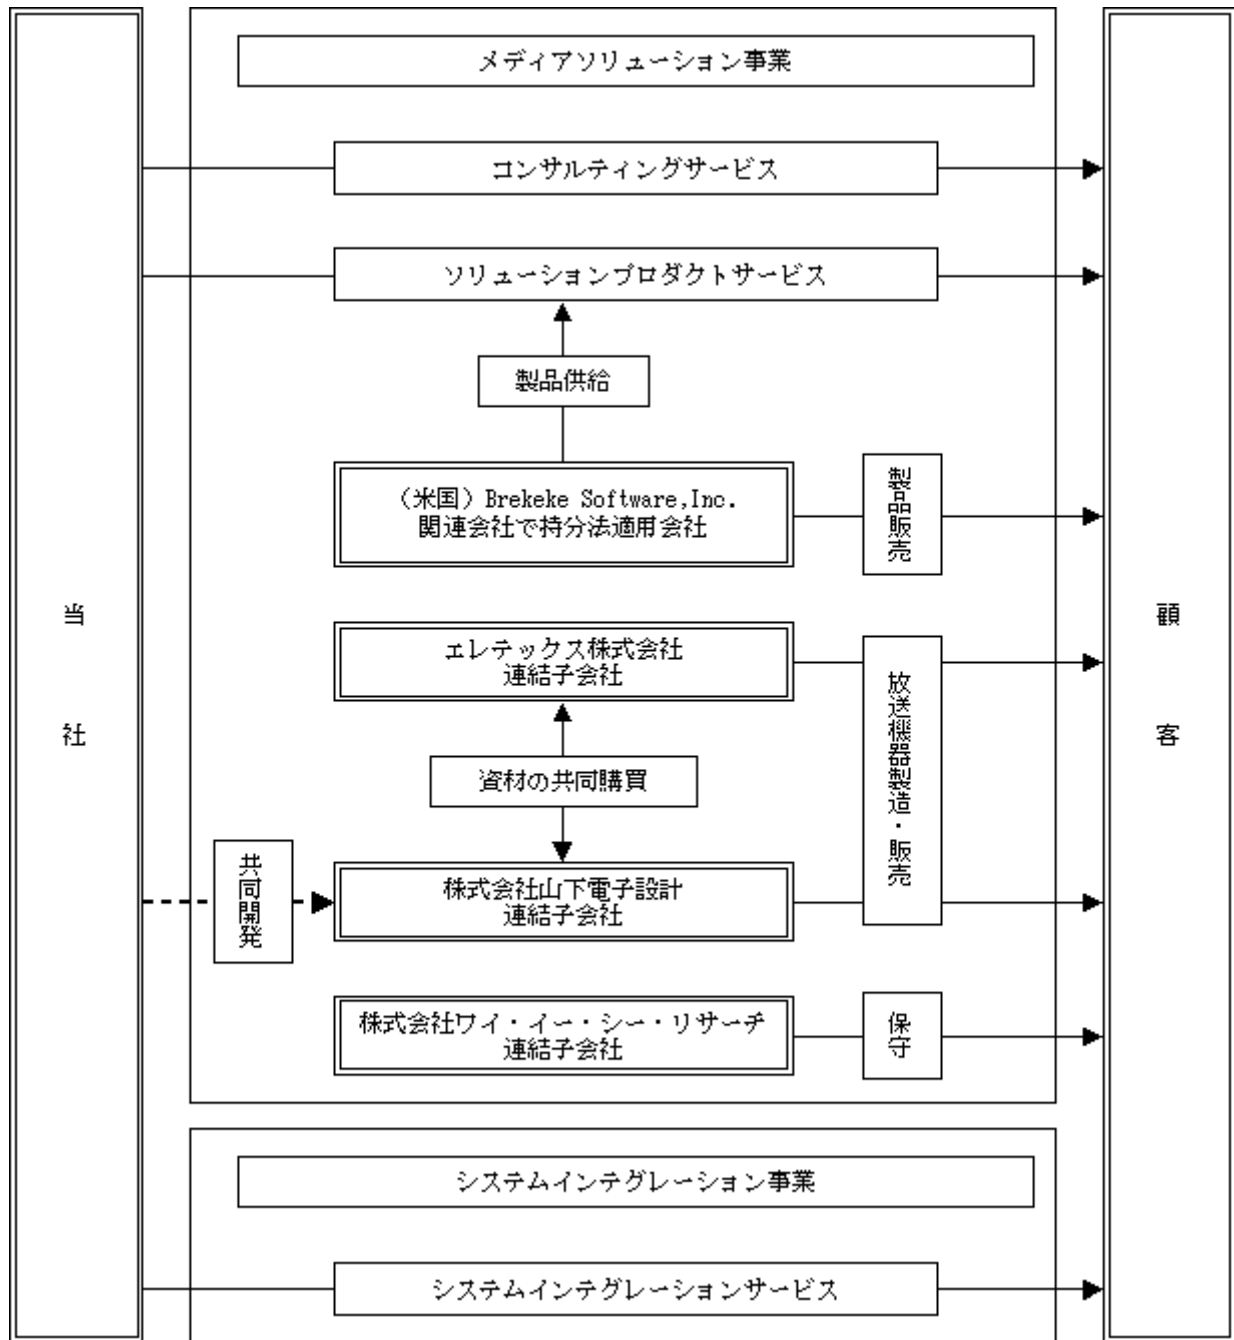 メディアソリューション事業
コンサルティングサービス
ソリューションプロダクトサービス
製品供給
（米国）Brekeke Software,Inc.
関連会社で持分法適用会社
製品販売
当社
顧客
エレテックス株式会社
連結子会社
放送機器製造・販売
資材の共同購買
共同開発
株式会社山下電子設計
連結子会社
株式会社ワイ・イー・シー・リサーチ
連結子会社
保守
システムインテグレーション事業
システムインテグレーションサービス